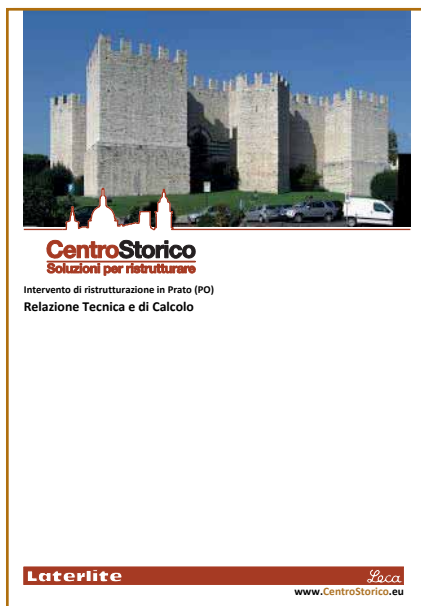 CentroStorico
Soluzioni per ristrutturare
Intervento di ristrutturazione in Prato (PO)
Relazione Tecnica e di Calcolo
Laterlite
Leca
www.CentroStorico.eu